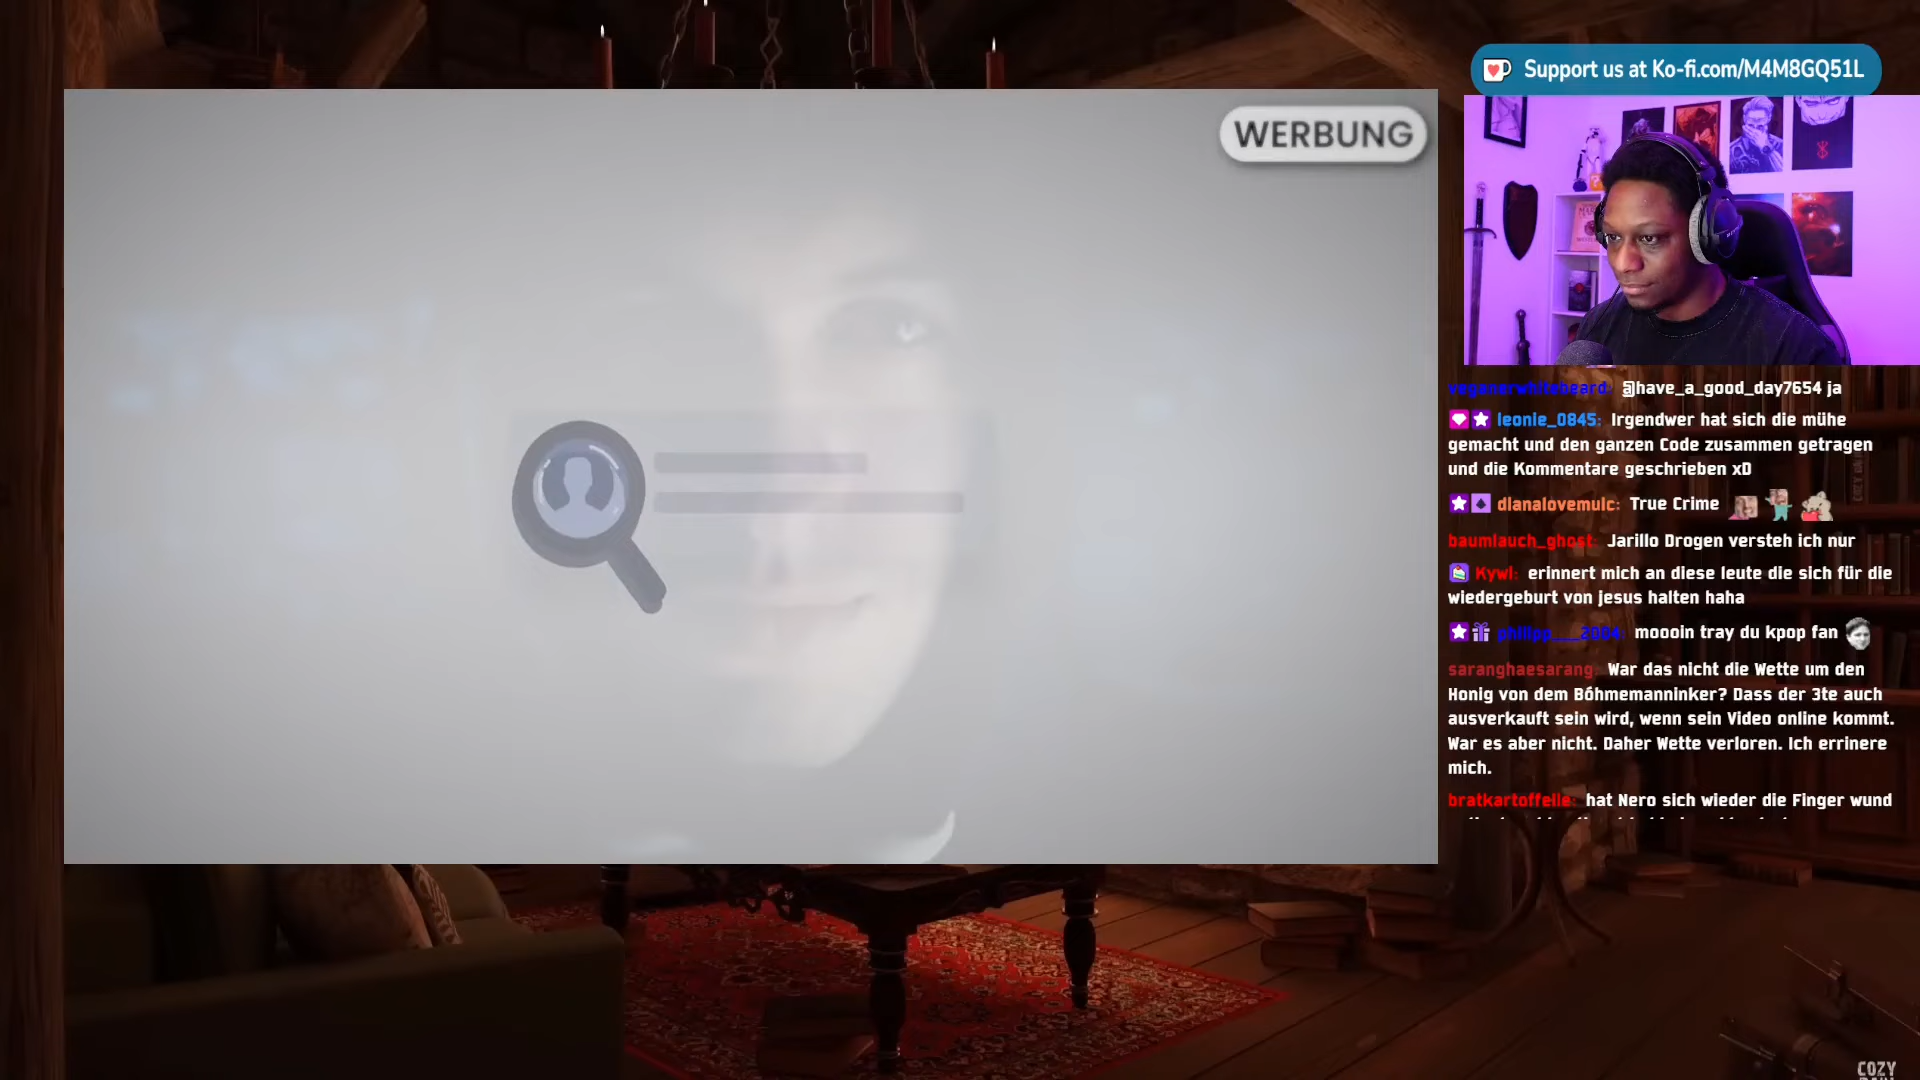 Support us at Ko-fi.com/M4M8GQ51L
WERBUNG
veganerwhitebeard: @have_a_good_day7654 ja
leonie_0845: Irgendwer hat sich die mühe
gemacht und den ganzen Code zusammen getragen
und die Kommentare geschrieben xD
dianalovemuic: True Crime
baumlauch_ghost: Jarillo Drogen versteh ich nur
Kywi: erinnert mich an diese leute die sich für die
wiedergeburt von jesus halten haha
philipp___2004: moooin tray du kpop fan
saranghaesarang: War das nicht die Wette um den
Honig von dem Böhmemanninker? Dass der 3te auch
ausverkauft sein wird, wenn sein Video online kommt.
War es aber nicht. Daher Wette verloren. Ich errinere
mich.
bratkartoffelle: hat Nero sich wieder die Finger wund
COZY